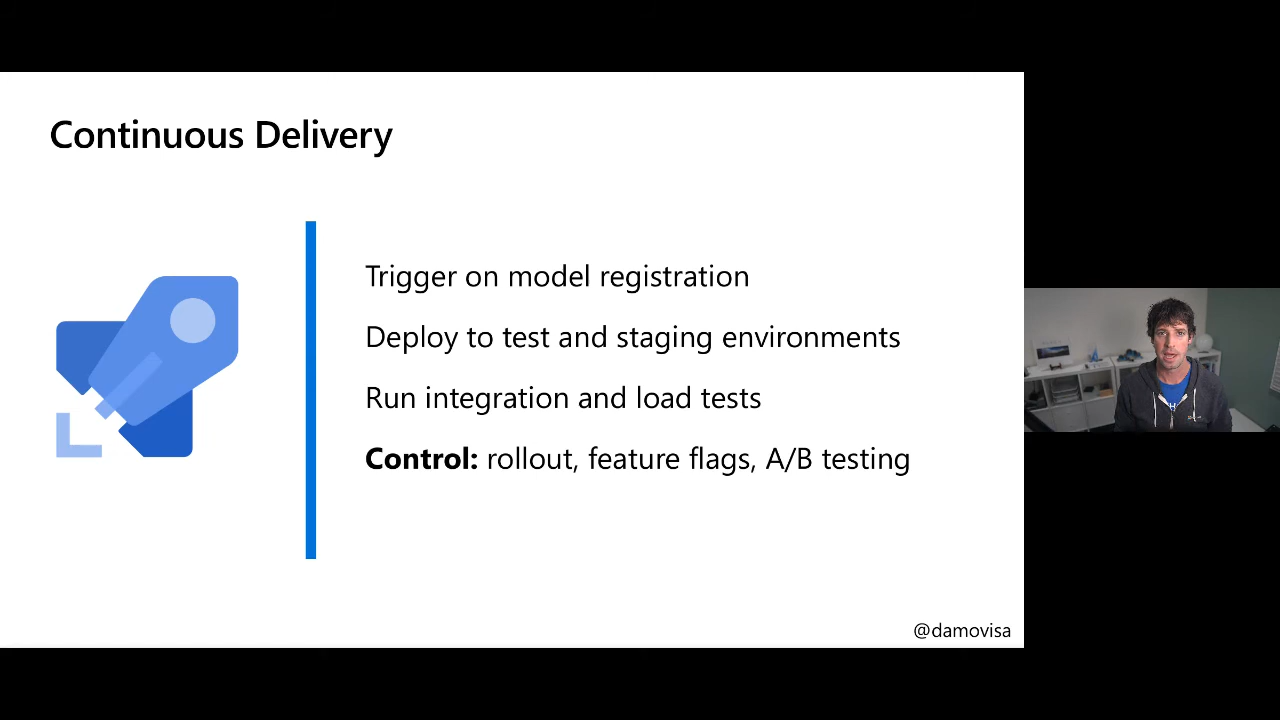 Continuous Delivery
Trigger on model registration
Deploy to test and staging environments
Run integration and load tests
Control: rollout, feature flags, A/B testing
@damovisa